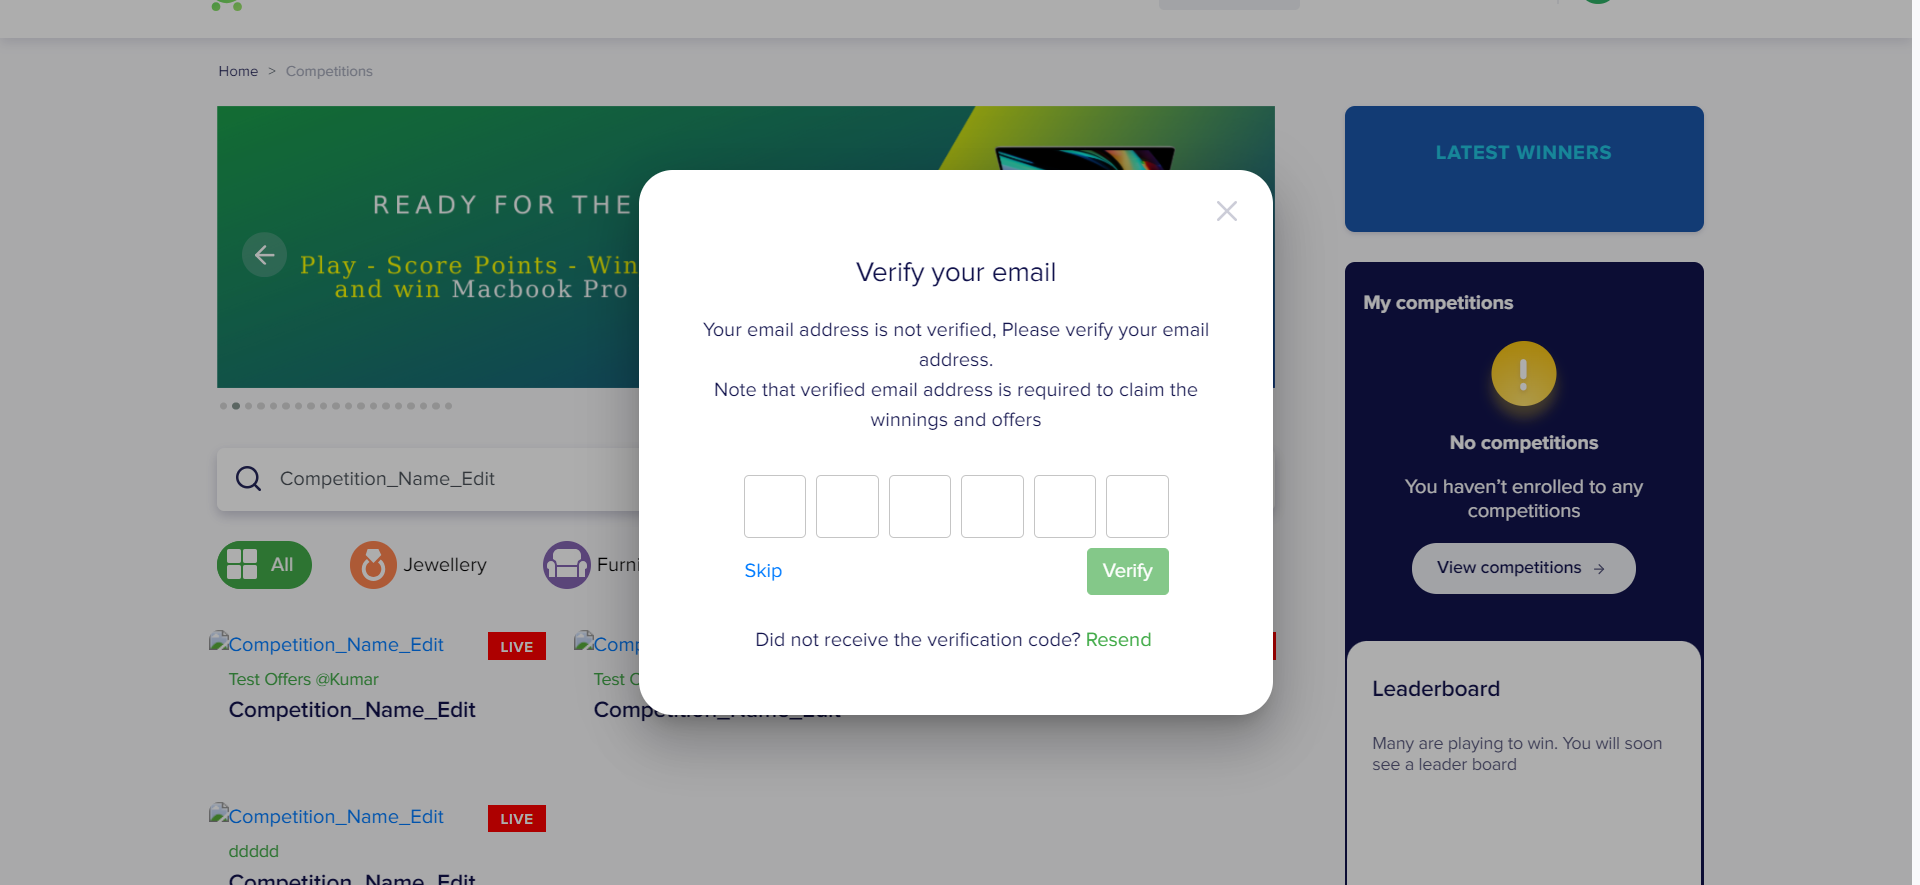 Home > Competitions
READY FOR THE
Play - Score Points - Win
and win Macbook Pro
LATEST WINNERS
My competitions
No competitions
You haven't enrolled to any
competitions
View competitions →
Leaderboard
Many are playing to win. You will soon
see a leader board
Verify your email
Your email address is not verified, Please verify your email
address.
Note that verified email address is required to claim the
winnings and offers
Skip
Verify
Did not receive the verification code? Resend
Competition_Name_Edit
All
Jewellery
Furni
Competition_Name_Edit
LIVE
Test Offers @Kumar
Competition_Name_Edit
Comp
Test
Competition_Name_Edit
Competition_Name_Edit
LIVE
ddddd
Competition_Name_Edit